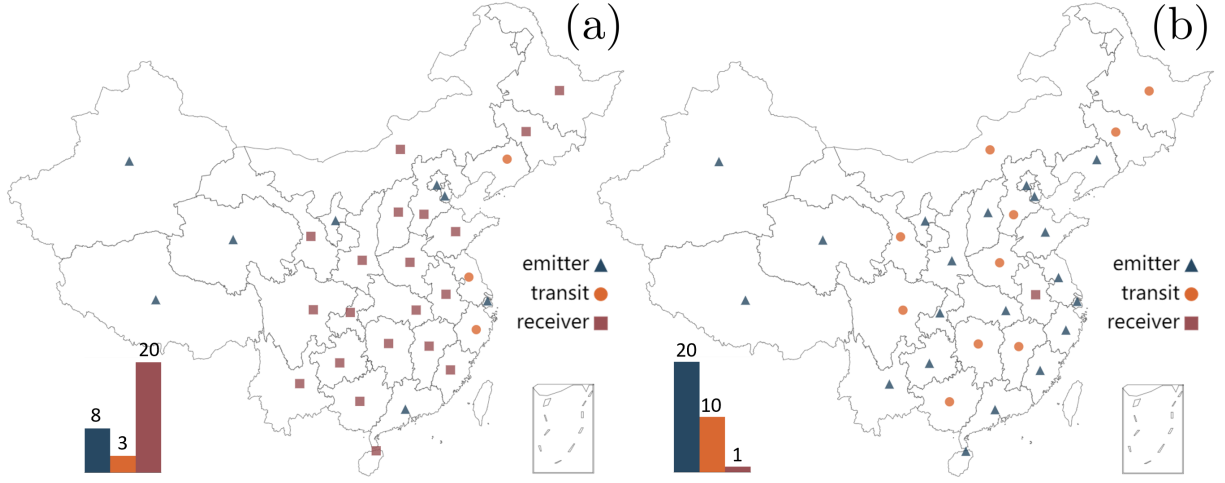 (a)
emitter
transit
receiver
20
8
3
(b)
emitter
transit
receiver
20
10
1